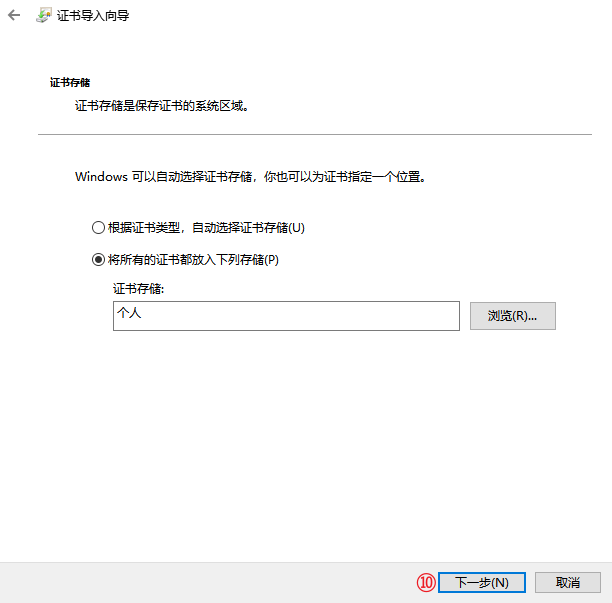 证书导入向导
证书存储
证书存储是保存证书的系统区域。
Windows 可以自动选择证书存储，你也可以为证书指定一个位置。
根据证书类型，自动选择证书存储(U)
将所有的证书都放入下列存储(P)
证书存储:
个人
浏览(R)...
⑩ 下一步(N) 取消